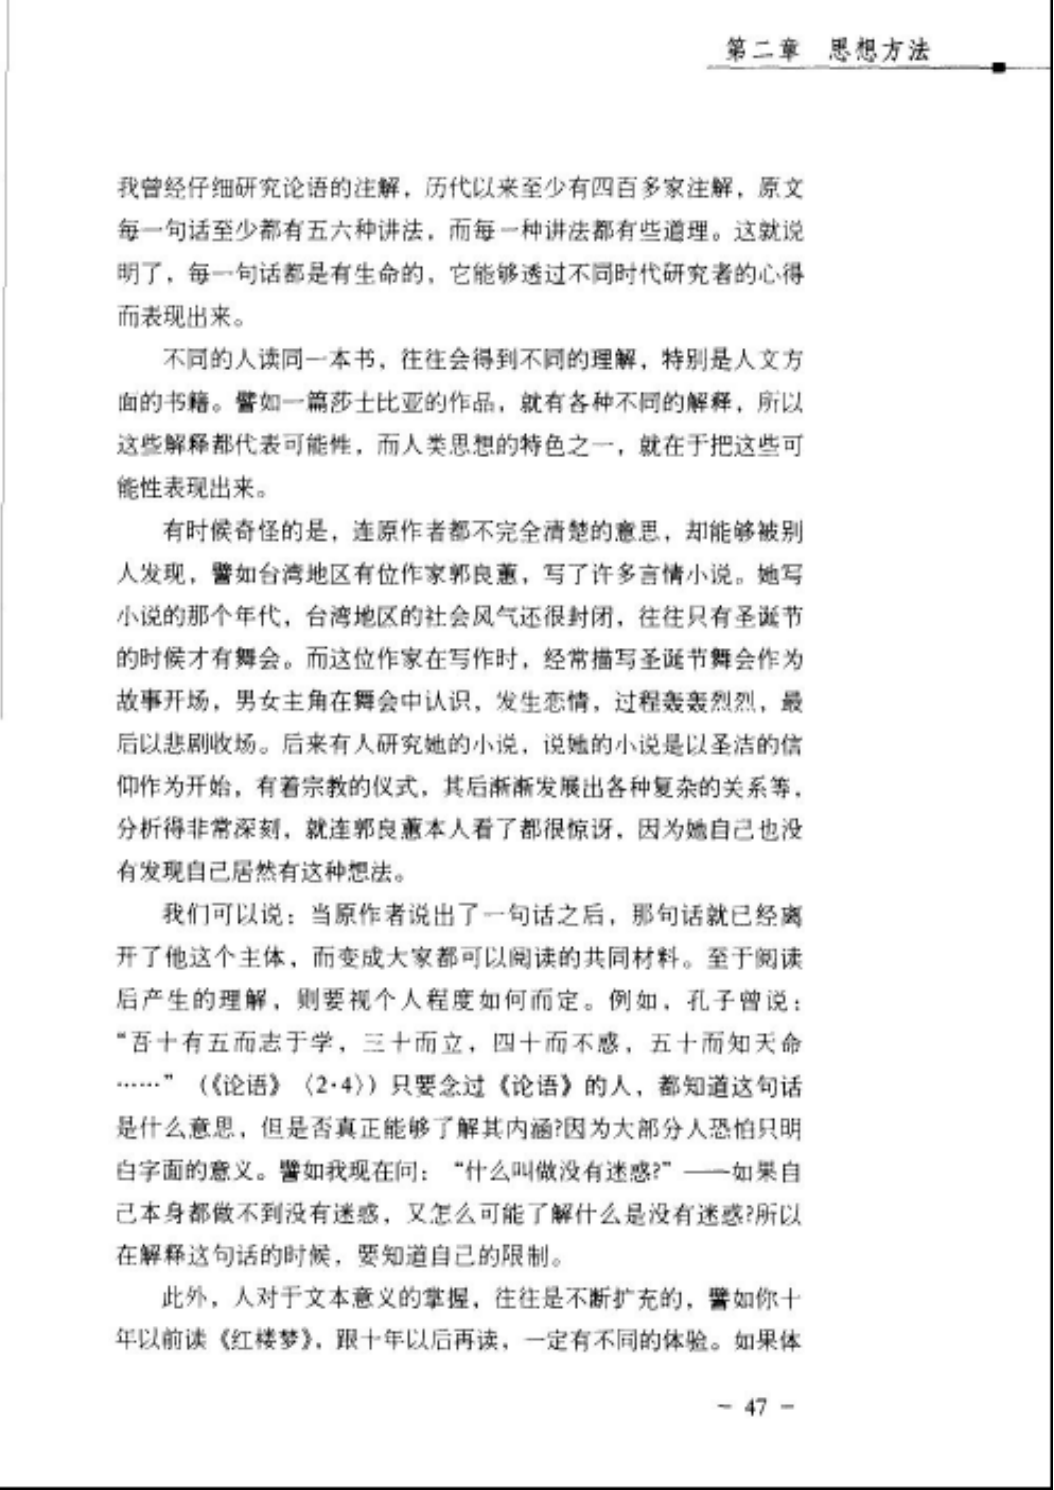 第二章　思想方法
我曾经仔细研究论语的注解，历代以来至少有四百多家注解，原文
每一句话至少都有五六种讲法，而每一种讲法都有些道理。这就说
明了，每一句话都是有生命的，它能够透过不同时代研究者的心得
而表现出来。
不同的人读同一本书，往往会得到不同的理解，特别是人文方
面的书籍。譬如一篇莎士比亚的作品，就有各种不同的解释，所以
这些解释都代表可能性，而人类思想的特色之一，就在于把这些可
能性表现出来。
有时候奇怪的是，连原作者都不完全清楚的意思，却能够被别
人发现，譬如台湾地区有位作家郭良蕙，写了许多言情小说。她写
小说的那个年代，台湾地区的社会风气还很封闭，往往只有圣诞节
的时候才有舞会。而这位作家在写作时，经常描写圣诞节舞会作为
故事开场，男女主角在舞会中认识，发生恋情，过程轰轰烈烈，最
后以悲剧收场。后来有人研究她的小说，说她的小说是以圣洁的信
仰作为开始，有着宗教的仪式，其后渐渐发展出各种复杂的关系等，
分析得非常深刻，就连郭良蕙本人看了都很惊讶，因为她自己也没
有发现自己居然有这种想法。
我们可以说：当原作者说出了一句话之后，那句话就已经离
开了他这个主体，而变成大家都可以阅读的共同材料。至于阅读
后产生的理解，则要视个人程度如何而定。例如，孔子曾说：
“吾十有五而志于学，三十而立，四十而不惑，五十而知天命
……”（《论语》〈2·4〉）只要念过《论语》的人，都知道这句话
是什么意思，但是否真正能够了解其内涵?因为大部分人恐怕只明
白字面的意义。譬如我现在问：“什么叫做没有迷惑?”——如果自
己本身都做不到没有迷惑，又怎么可能了解什么是没有迷惑?所以
在解释这句话的时候，要知道自己的限制。
此外，人对于文本意义的掌握，往往是不断扩充的，譬如你十
年以前读《红楼梦》，跟十年以后再读，一定有不同的体验。如果体
－ 47 －